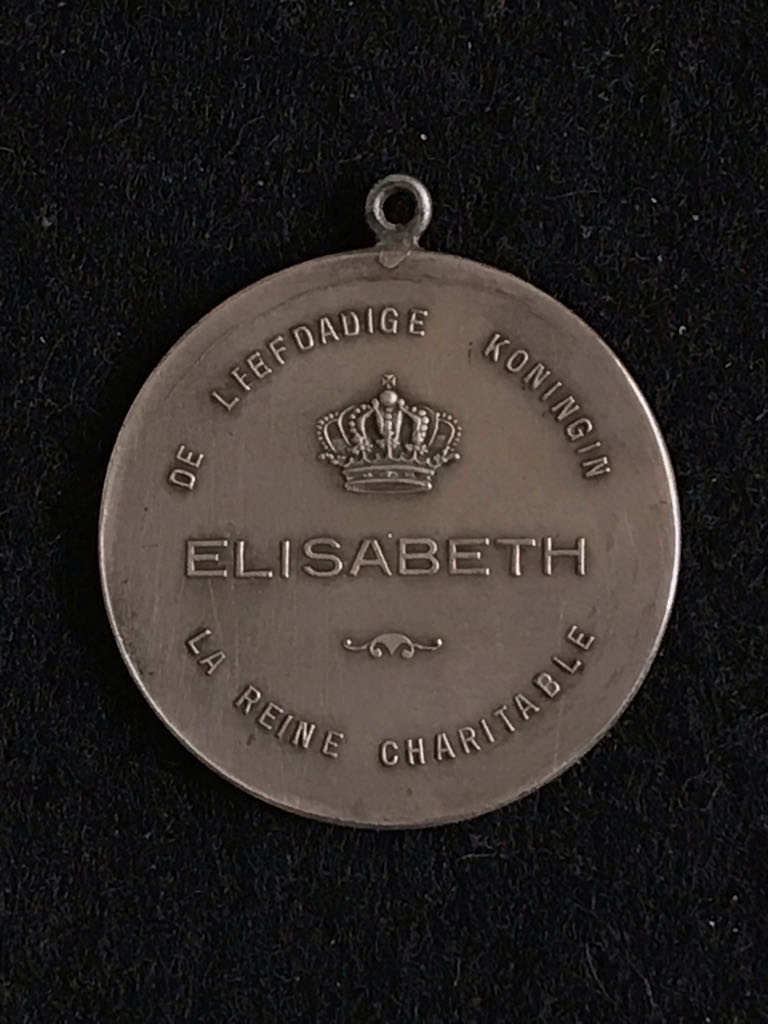 DE LIEFDADIGE KONINGIN
ELISABETH
LA REINE CHARITABLE